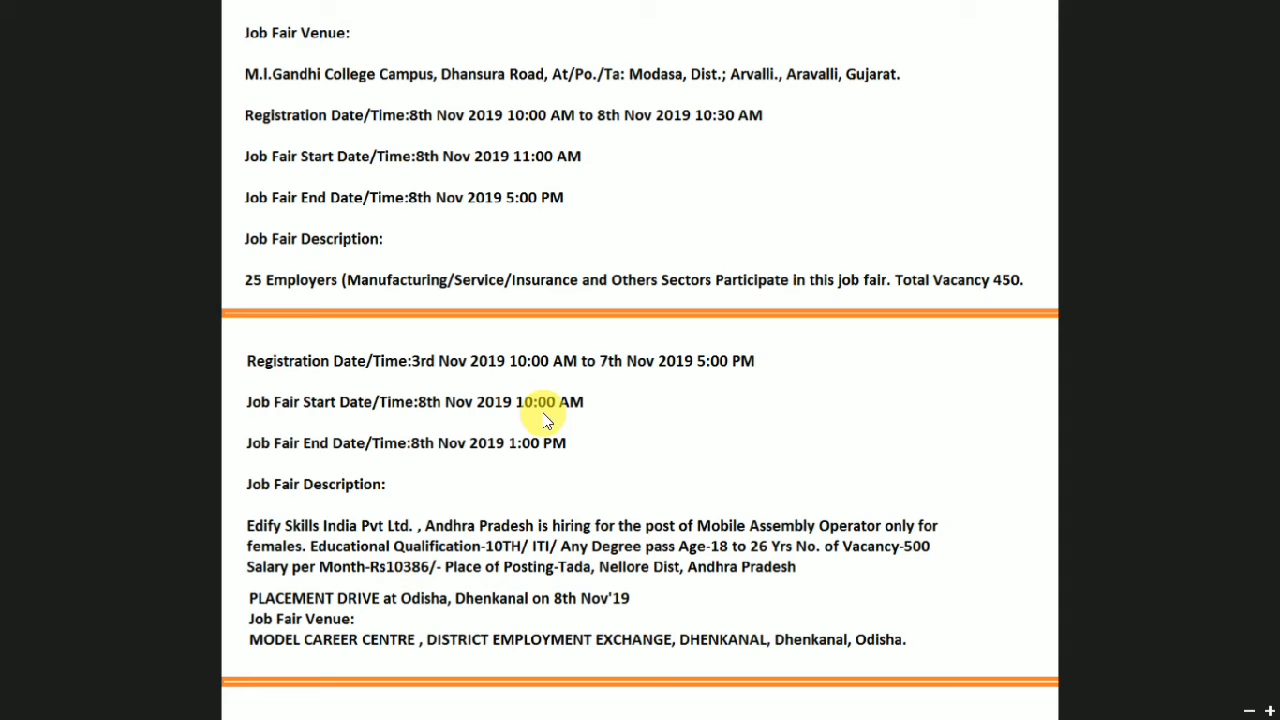 Job Fair Venue:
M.l.Gandhi College Campus, Dhansura Road, At/Po./Ta: Modasa, Dist.; Arvalli., Aravalli, Gujarat.
Registration Date/Time:8th Nov 2019 10:00 AM to 8th Nov 2019 10:30 AM
Job Fair Start Date/Time:8th Nov 2019 11:00 AM
Job Fair End Date/Time:8th Nov 2019 5:00 PM
Job Fair Description:
25 Employers (Manufacturing/Service/Insurance and Others Sectors Participate in this job fair. Total Vacancy 450.
Registration Date/Time:3rd Nov 2019 10:00 AM to 7th Nov 2019 5:00 PM
Job Fair Start Date/Time:8th Nov 2019 10:00 AM
Job Fair End Date/Time:8th Nov 2019 1:00 PM
Job Fair Description:
Edify Skills India Pvt Ltd. , Andhra Pradesh is hiring for the post of Mobile Assembly Operator only for
females. Educational Qualification-10TH/ ITI/ Any Degree pass Age-18 to 26 Yrs No. of Vacancy-500
Salary per Month-Rs10386/- Place of Posting-Tada, Nellore Dist, Andhra Pradesh
PLACEMENT DRIVE at Odisha, Dhenkanal on 8th Nov'19
Job Fair Venue:
MODEL CAREER CENTRE , DISTRICT EMPLOYMENT EXCHANGE, DHENKANAL, Dhenkanal, Odisha.